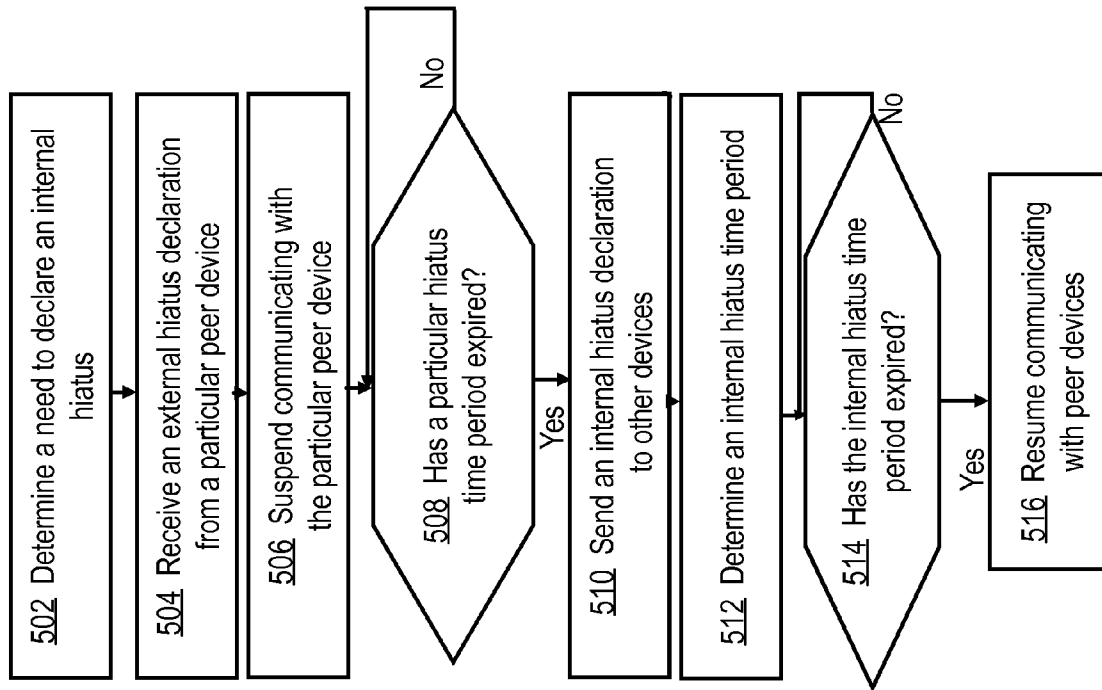 502 Determine a need to declare an internal
hiatus
504 Receive an external hiatus declaration
from a particular peer device
506 Suspend communicating with
the particular peer device
508 Has a particular hiatus
time period expired?
No
Yes
510 Send an internal hiatus declaration
to other devices
512 Determine an internal hiatus time period
514 Has the internal hiatus time
period expired?
No
Yes
516 Resume communicating
with peer devices